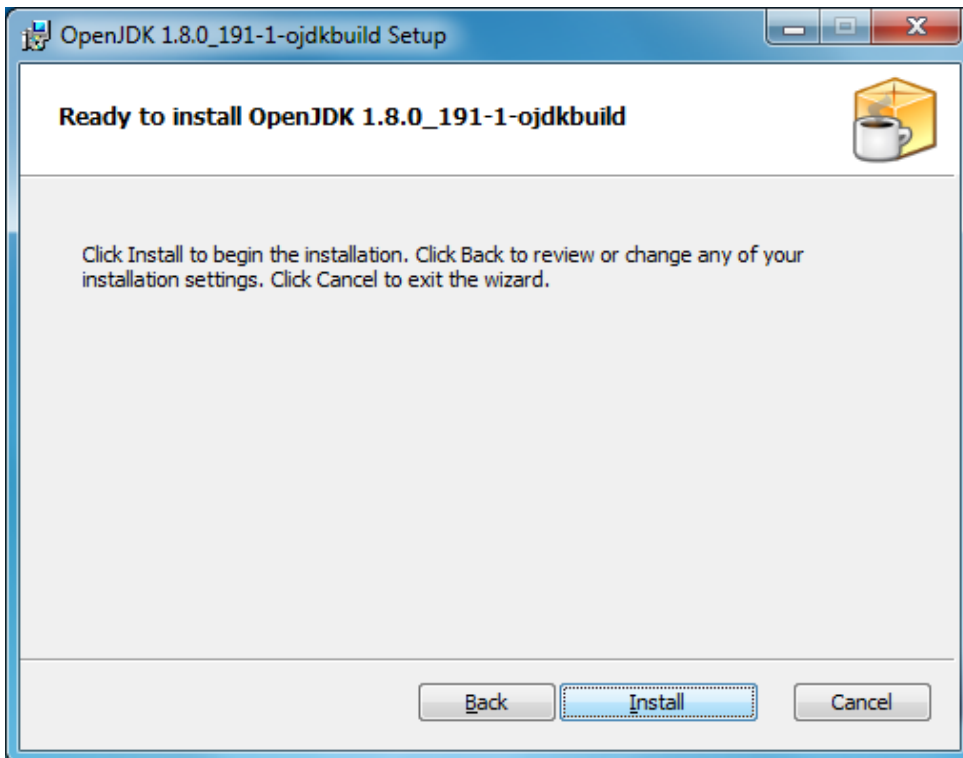 OpenJDK 1.8.0_191-1-ojdkbuild Setup
Ready to install OpenJDK 1.8.0_191-1-ojdkbuild
Click Install to begin the installation. Click Back to review or change any of your
installation settings. Click Cancel to exit the wizard.
Back Install Cancel